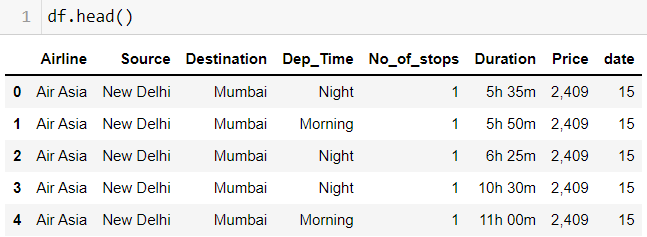 1 df.head()
Airline Source Destination Dep_Time No_of_stops Duration Price date
0 Air Asia New Delhi Mumbai Night 1 5h 35m 2,409 15
1 Air Asia New Delhi Mumbai Morning 1 5h 50m 2,409 15
2 Air Asia New Delhi Mumbai Night 1 6h 25m 2,409 15
3 Air Asia New Delhi Mumbai Night 1 10h 30m 2,409 15
4 Air Asia New Delhi Mumbai Morning 1 11h 00m 2,409 15